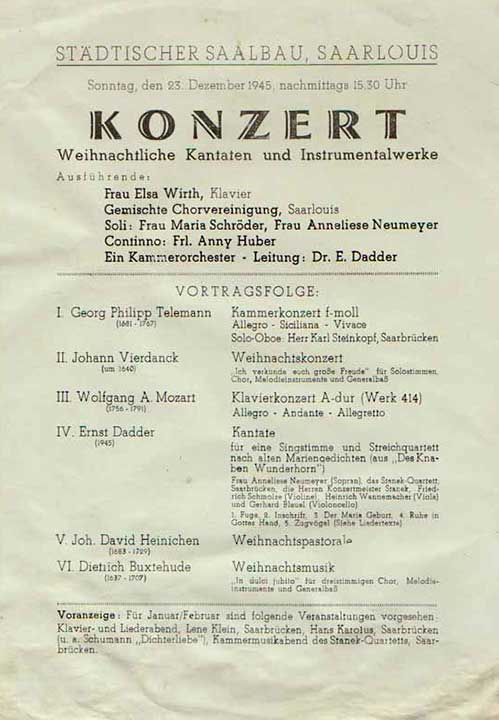 STÄDTISCHER SAALBAU, SAARLOUIS
Sonntag, den 23. Dezember 1945, nachmittags 15.30 Uhr
KONZERT
Weihnachtliche Kantaten und Instrumentalwerke
Ausführende:
Frau Elsa Wirth, Klavier
Gemischte Chorvereinigung, Saarlouis
Soli: Frau Maria Schröder, Frau Anneliese Neumeyer
Continno: Frl. Anny Huber
Ein Kammerorchester - Leitung: Dr. E. Dadder
VORTRAGSFOLGE:
I. Georg Philipp Telemann
(1681 - 1767)
Kammerkonzert f-moll
Allegro - Siciliana - Vivace
Solo-Oboe: Herr Karl Steinkopf, Saarbrücken
II. Johann Vierdanck
(um 1640)
Weihnachtskonzert
„Ich verkunde euch große Freude" für Solostimmen,
Chor, Melodieinstrumente und Generalbaß
III. Wolfgang A. Mozart
(1756 - 1791)
Klavierkonzert A-dur (Werk 414)
Allegro - Andante - Allegretto
IV. Ernst Dadder
(1945)
Kantate
für eine Singstimme und Streichquartett
nach alten Mariengedichten (aus „Des Kna-
ben Wunderhorn")
Frau Anneliese Neumeyer (Sopran), das Stanek-Quartett,
Saarbrücken, die Herren Konzertmeister Stanek, Fried-
rich Schmolze (Violine), Heinrich Wannemacher (Viola)
und Gerhard Bleusel (Violoncello)
1. Fuge, 2. Inschrift, 3. Der Maria Geburt, 4. Ruhe in
Gottes Hand, 5. Zugvögel (Siehe Liedertexte)
V. Joh. David Heinichen
(1683 - 1729)
Weihnachtspastorale
VI. Dietrich Buxtehude
(1637 - 1707)
Weihnachtsmusik
„In dulci jubilo" für dreistimmigen Chor, Melodie-
instrumente und Generalbaß
Voranzeige: Für Januar/Februar sind folgende Veranstaltungen vorgesehen:
Klavier- und Liederabend, Lene Klein, Saarbrücken, Hans Karolus, Saarbrücken
(u. a. Schumann „Dichterliebe"), Kammermusikabend des Stanek-Quartetts, Saar-
brücken.